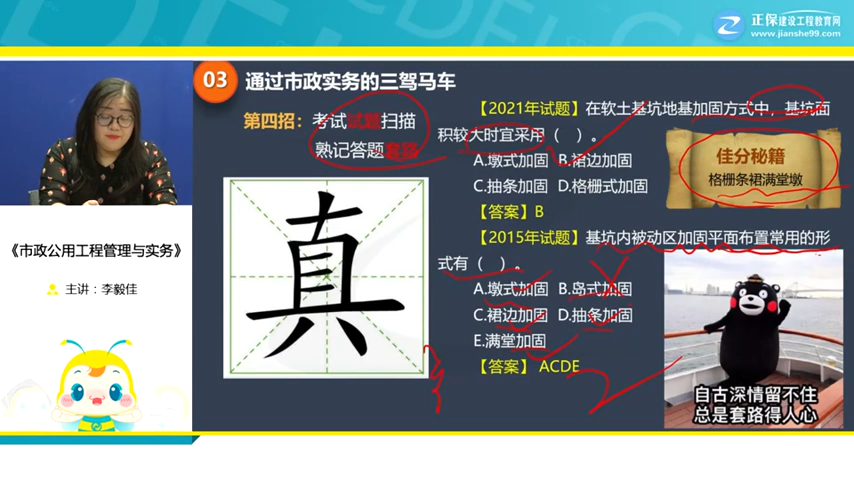 正保建设工程教育网
www.jianshe99.com
03 通过市政实务的三驾马车
第四招：考试试题扫描
熟记答题套路
真
【2021年试题】在软土基坑地基加固方式中，基坑面
积较大时宜采用（ ）。
A.墩式加固 B.裙边加固
C.抽条加固 D.格栅式加固
【答案】B
佳分秘籍
格栅条裙满堂墩
【2015年试题】基坑内被动区加固平面布置常用的形
式有（ ）。
A.墩式加固 B.岛式加固
C.裙边加固 D.抽条加固
E.满堂加固
【答案】 ACDE
自古深情留不住
总是套路得人心
《市政公用工程管理与实务》
主讲：李毅佳